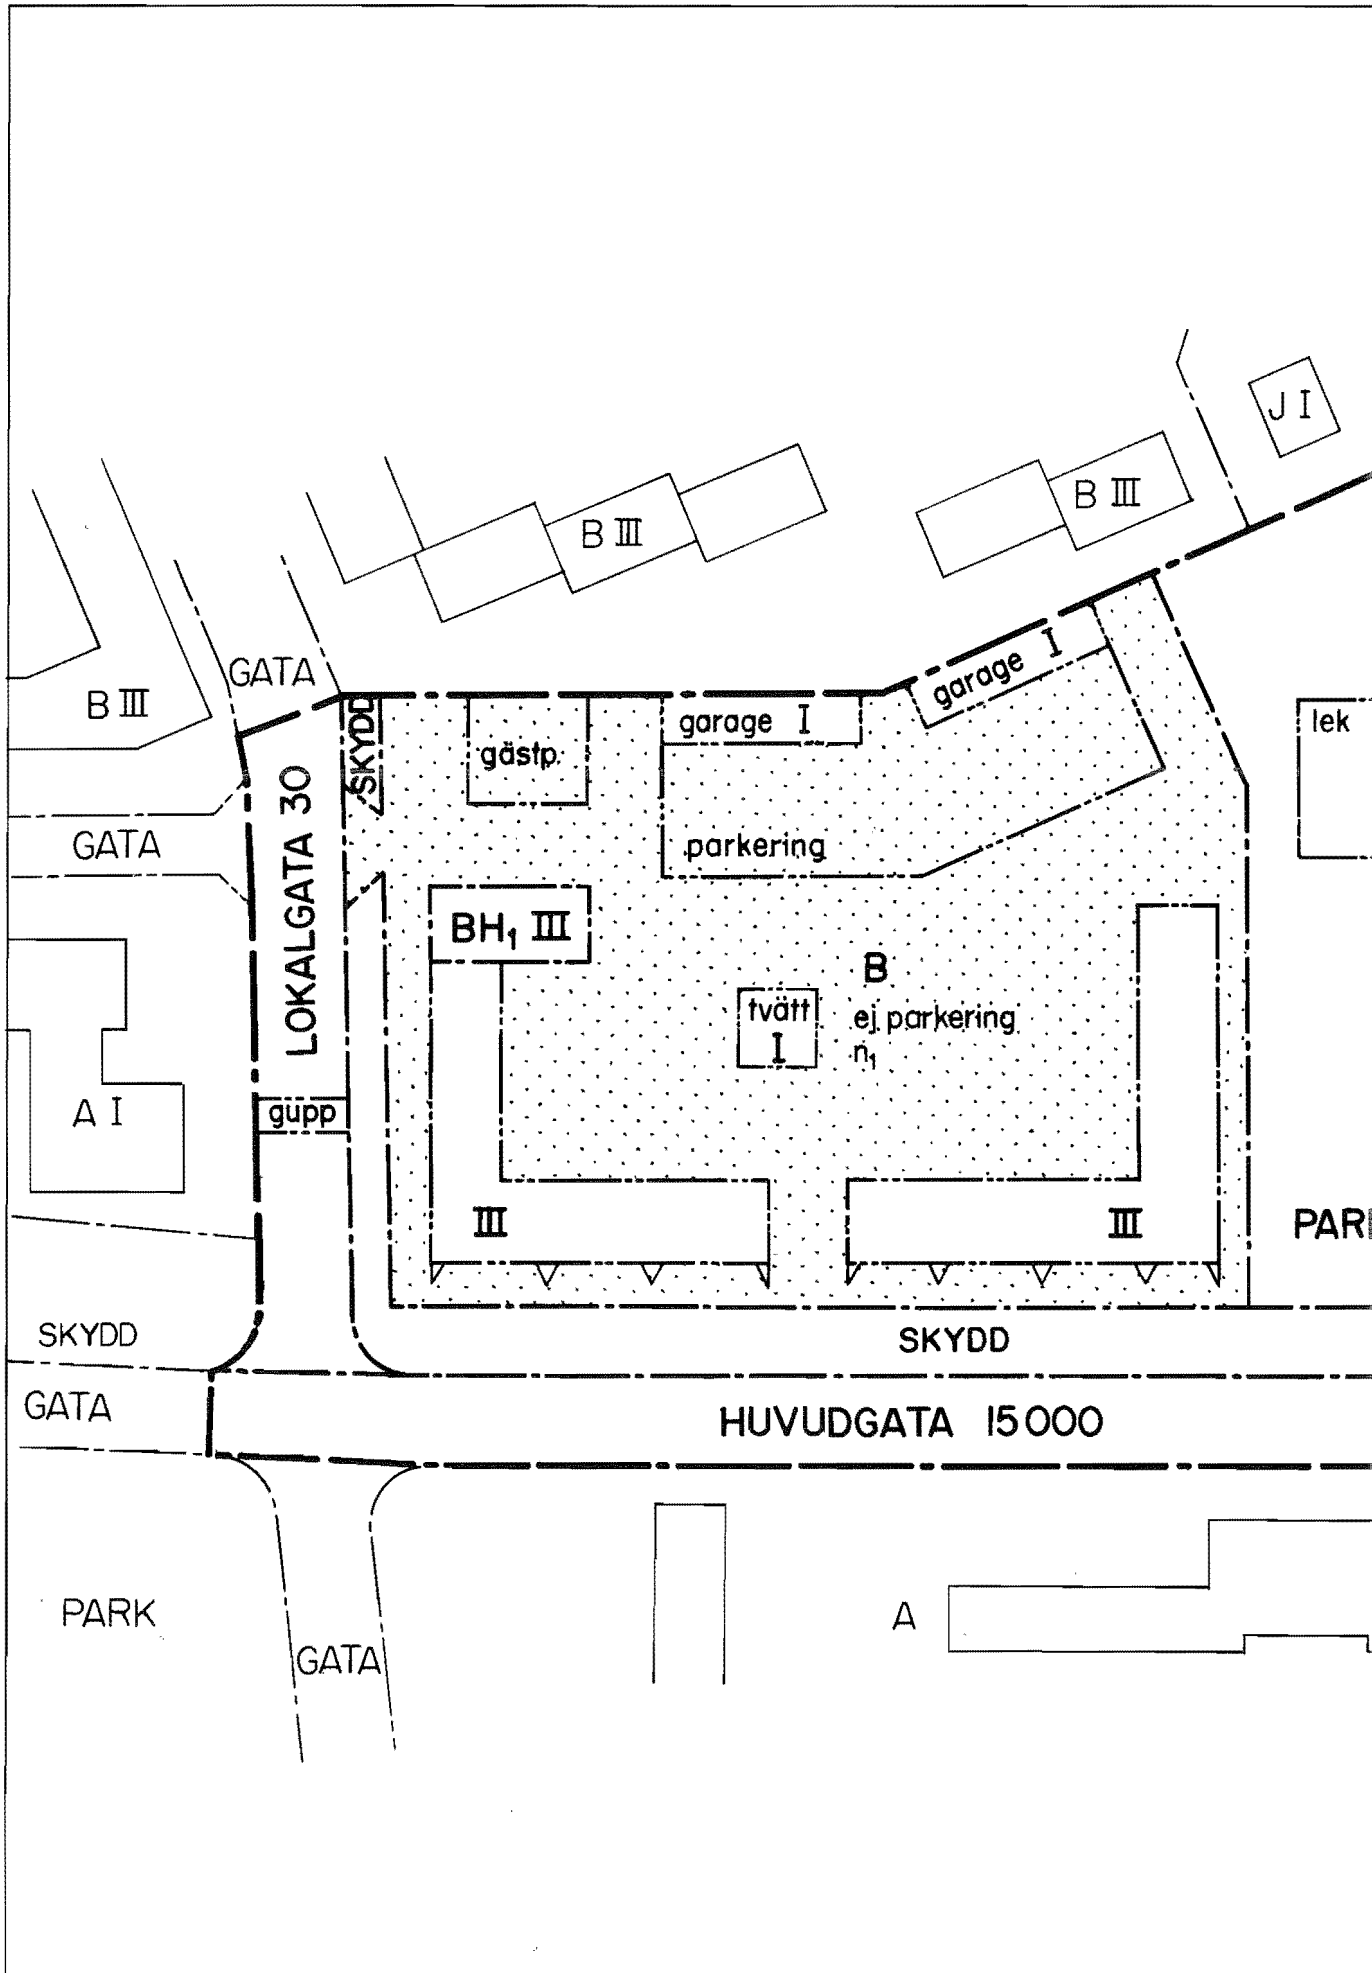 J I
B III
B III
GATA
B III
SKYDD
garage I
garage I
gästp.
lek
LOKALGATA 30
GATA
parkering
BH₁ III
B
tvätt
I
ej parkering
n₁
A I
gupp
III
III
PAR
SKYDD
SKYDD
GATA
HUVUDGATA 15000
PARK
A
GATA